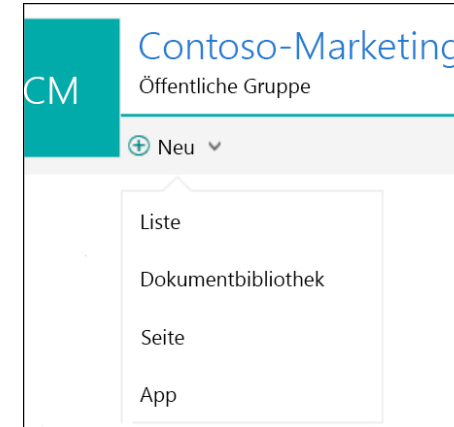 Contoso-Marketing
CM
Öffentliche Gruppe
Neu
Liste
Dokumentbibliothek
Seite
App